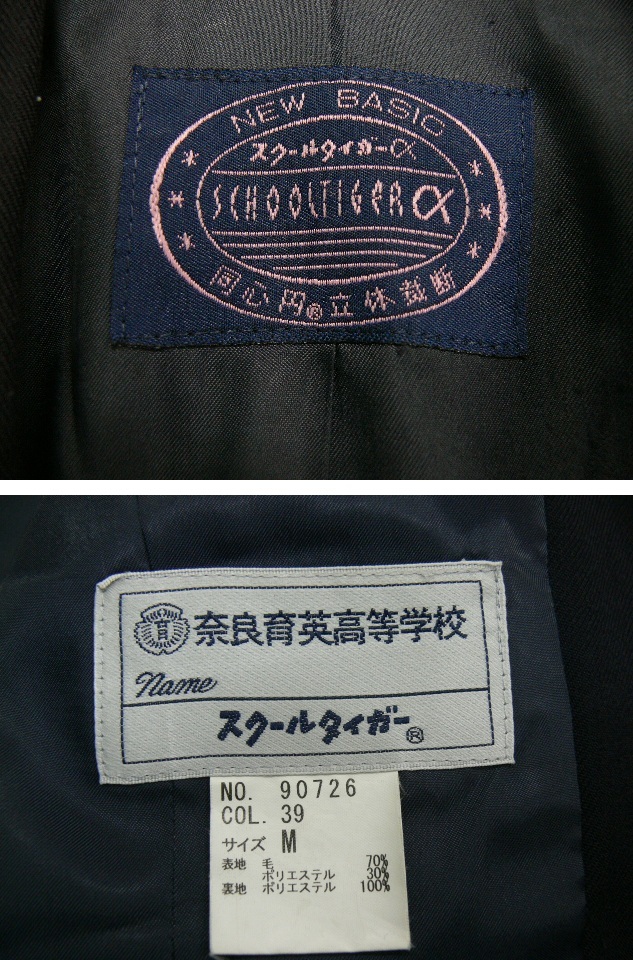 NEW BASIC
スクールタイガーα
SCHOOLTIGER α
同心円®立体裁断
育 奈良育英高等学校
Name
スクールタイガー®
NO. 90726
COL. 39
サイズ M
表地 毛 70%
ポリエステル 30%
裏地 ポリエステル 100%